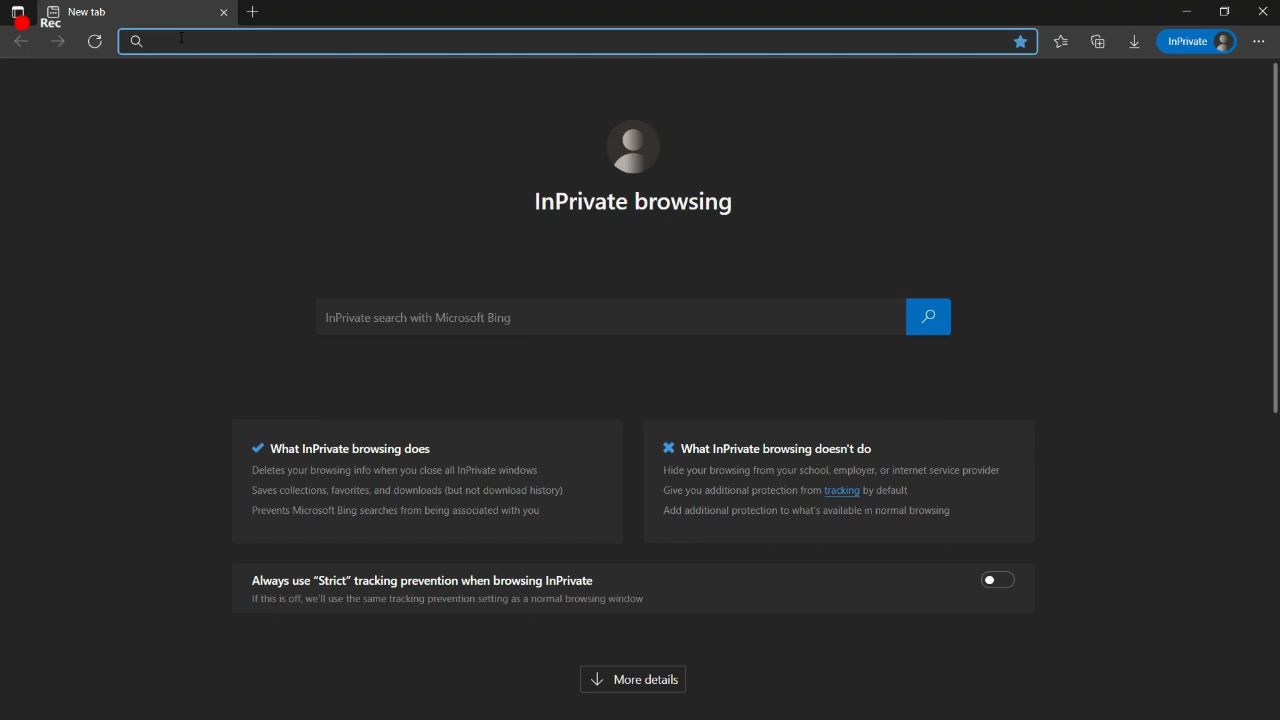 New tab
Rec
InPrivate
InPrivate browsing
InPrivate search with Microsoft Bing
What InPrivate browsing does
Deletes your browsing info when you close all InPrivate windows
Saves collections, favorites, and downloads (but not download history)
Prevents Microsoft Bing searches from being associated with you
What InPrivate browsing doesn't do
Hide your browsing from your school, employer, or internet service provider
Give you additional protection from tracking by default
Add additional protection to what's available in normal browsing
Always use “Strict” tracking prevention when browsing InPrivate
If this is off, we'll use the same tracking prevention setting as a normal browsing window
More details